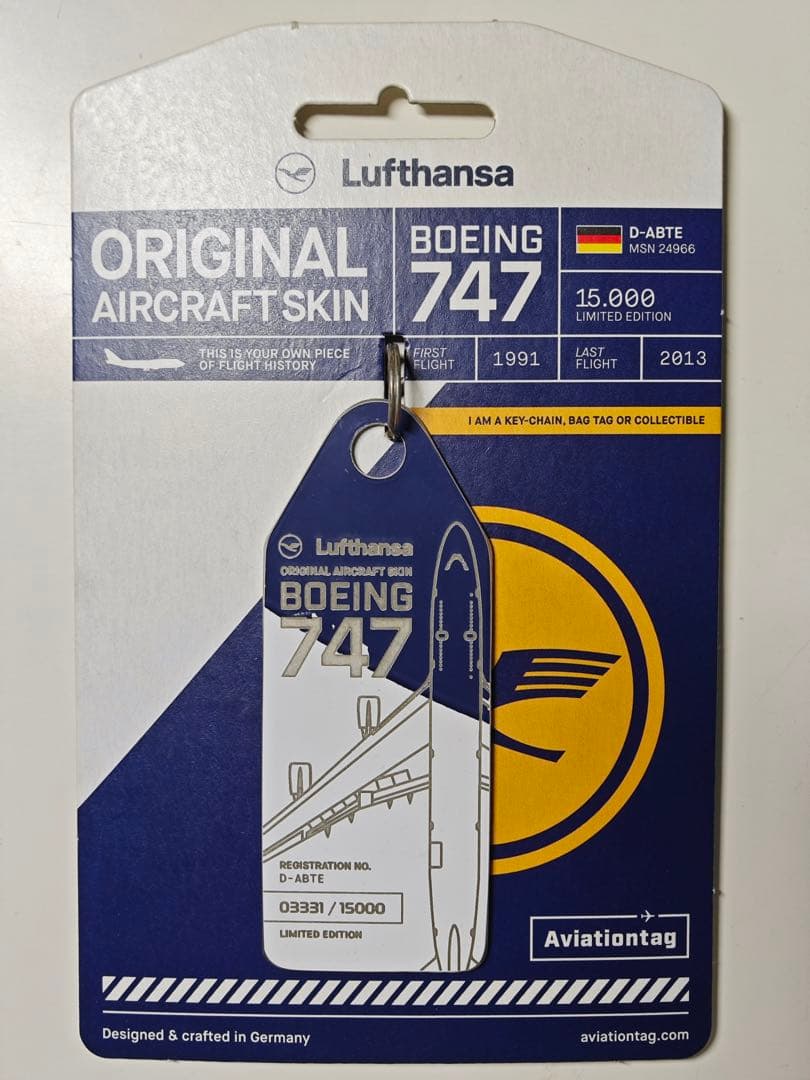 Lufthansa
ORIGINAL
AIRCRAFT SKIN
BOEING
747
D-ABTE
MSN 24966
15.000
LIMITED EDITION
THIS IS YOUR OWN PIECE
OF FLIGHT HISTORY
FIRST
FLIGHT
1991
LAST
FLIGHT
2013
I AM A KEY-CHAIN, BAG TAG OR COLLECTIBLE
Lufthansa
ORIGINAL AIRCRAFT SKIN
BOEING
747
REGISTRATION NO.
D-ABTE
03331 / 15000
LIMITED EDITION
Aviationtag
Designed & crafted in Germany
aviationtag.com